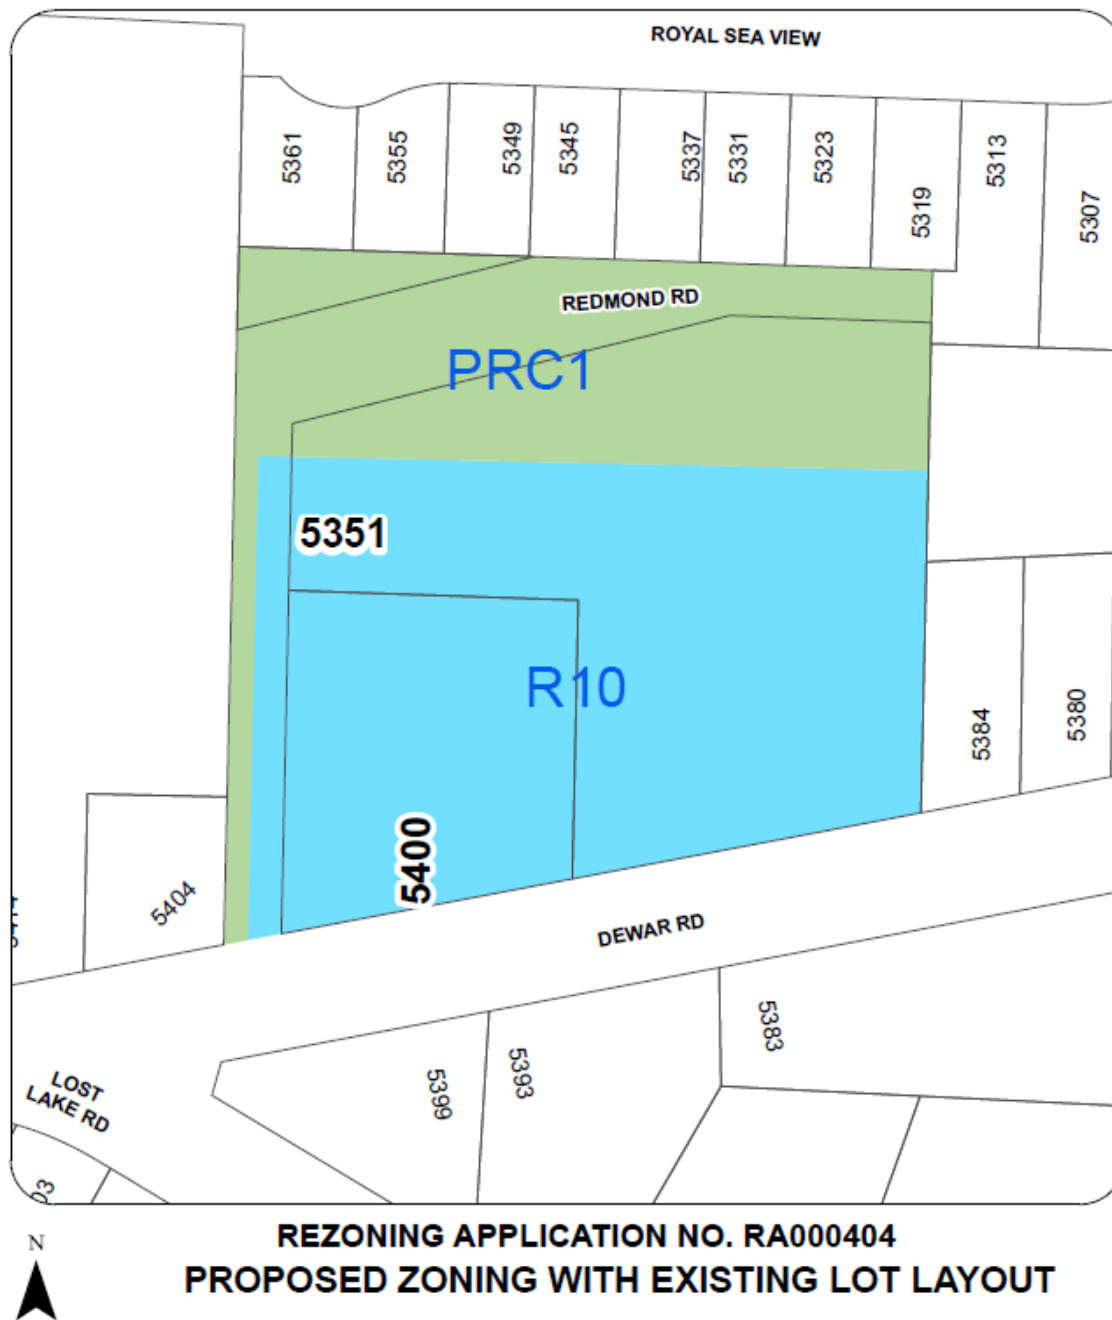 ROYAL SEA VIEW
5361
5355
5349
5345
5337
5331
5323
5319
5313
5307
REDMOND RD
PRC1
5351
R10
5384
5380
5400
5404
DEWAR RD
5383
5393
5399
LOST
LAKE RD
03
N
REZONING APPLICATION NO. RA000404
PROPOSED ZONING WITH EXISTING LOT LAYOUT